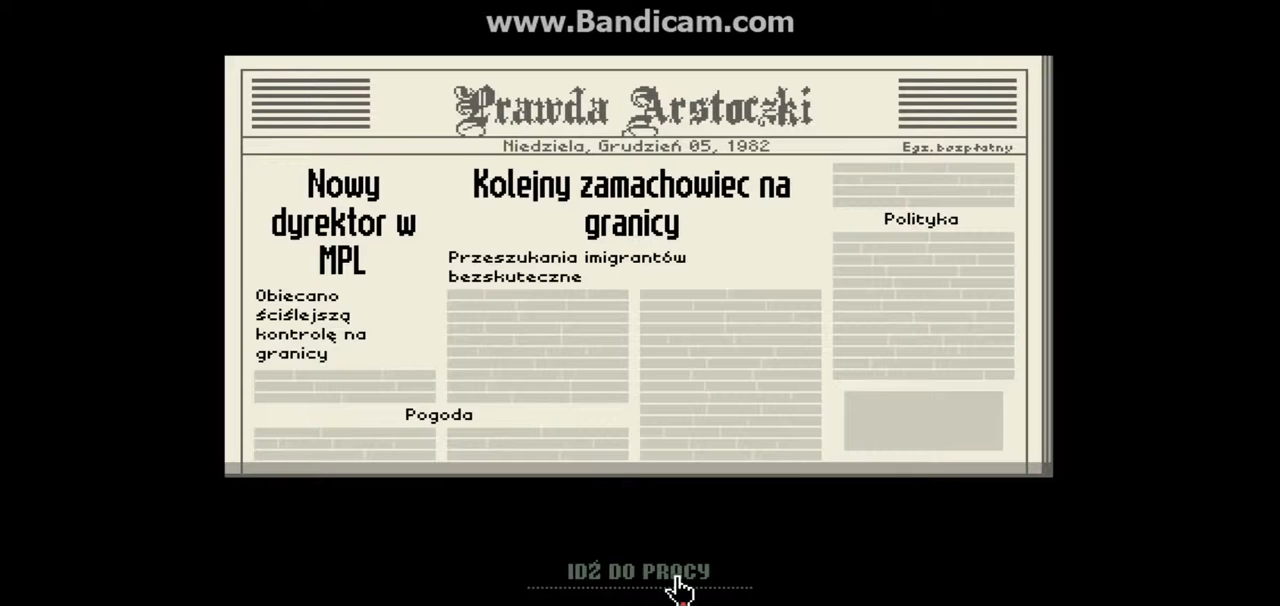 www.Bandicam.com
Prawda Arstoczki
Niedziela, Grudzień 05, 1982
Egz. bezpłatny
Nowy
dyrektor w
MPL
Obiecano
ściślejszą
kontrolę na
granicy
Kolejny zamachowiec na
granicy
Przeszukania imigrantów
bezskuteczne
Polityka
Pogoda
IDŹ DO PRACY